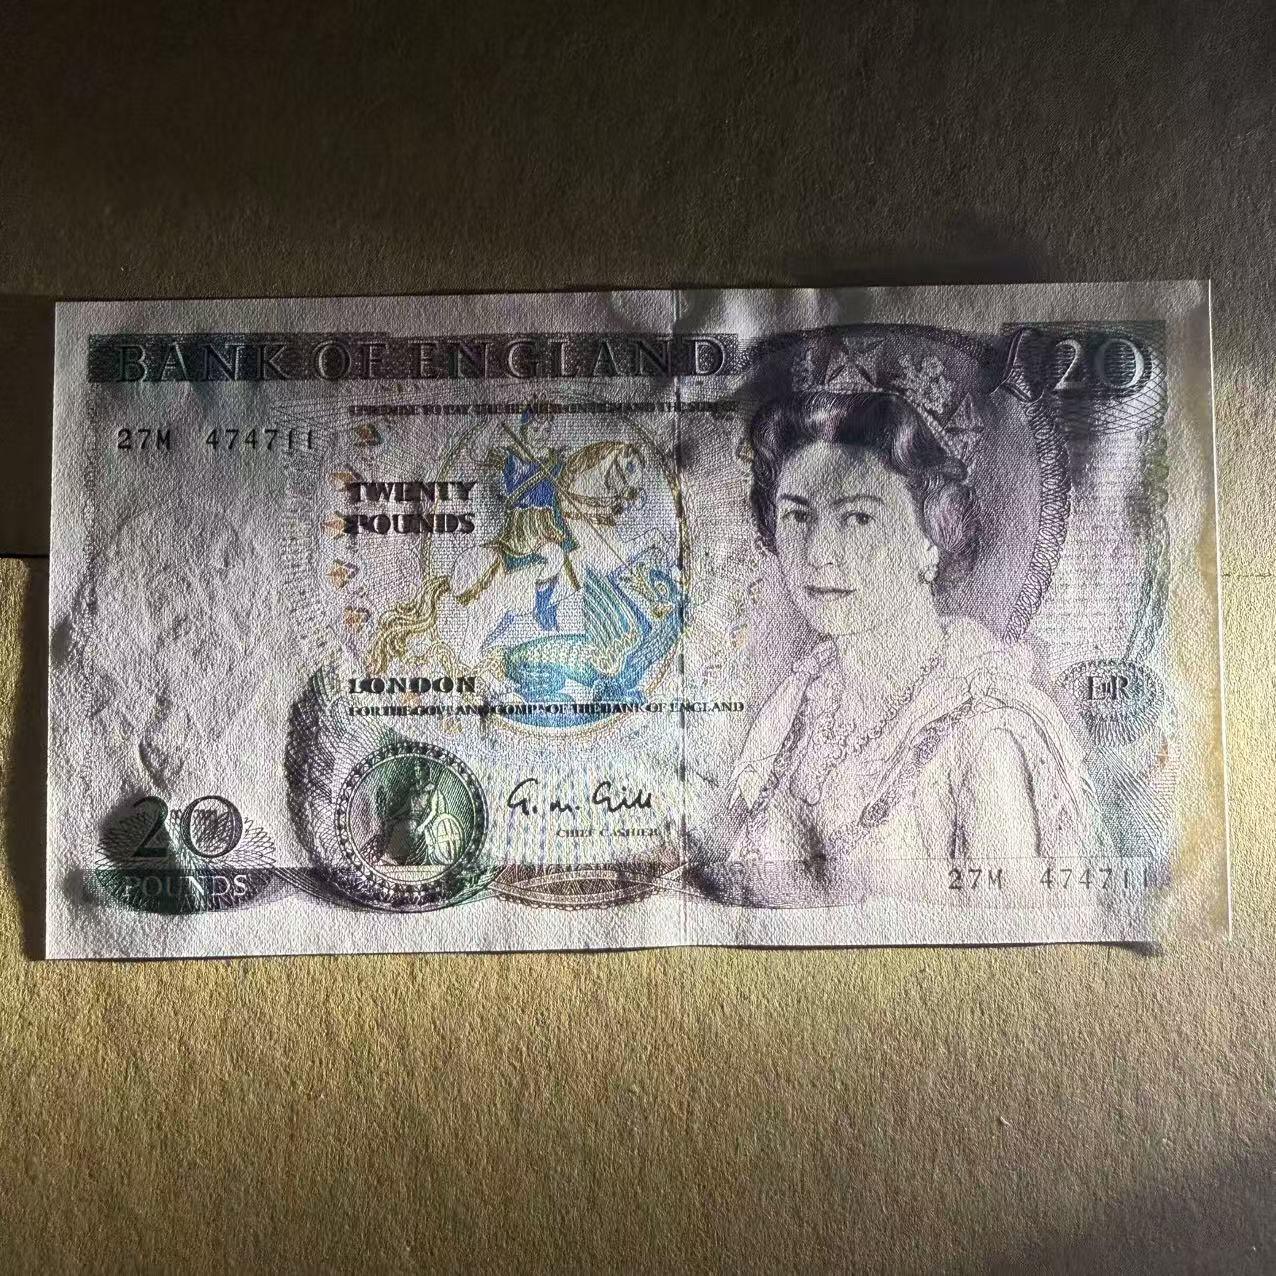 BANK OF ENGLAND
£20
27M 474711
TWENTY
POUNDS
LONDON
FOR THE GOVR AND COMPA OF THE BANK OF ENGLAND
EIIR
G. M. Gill
CHIEF CASHIER
20
POUNDS
27M 474711